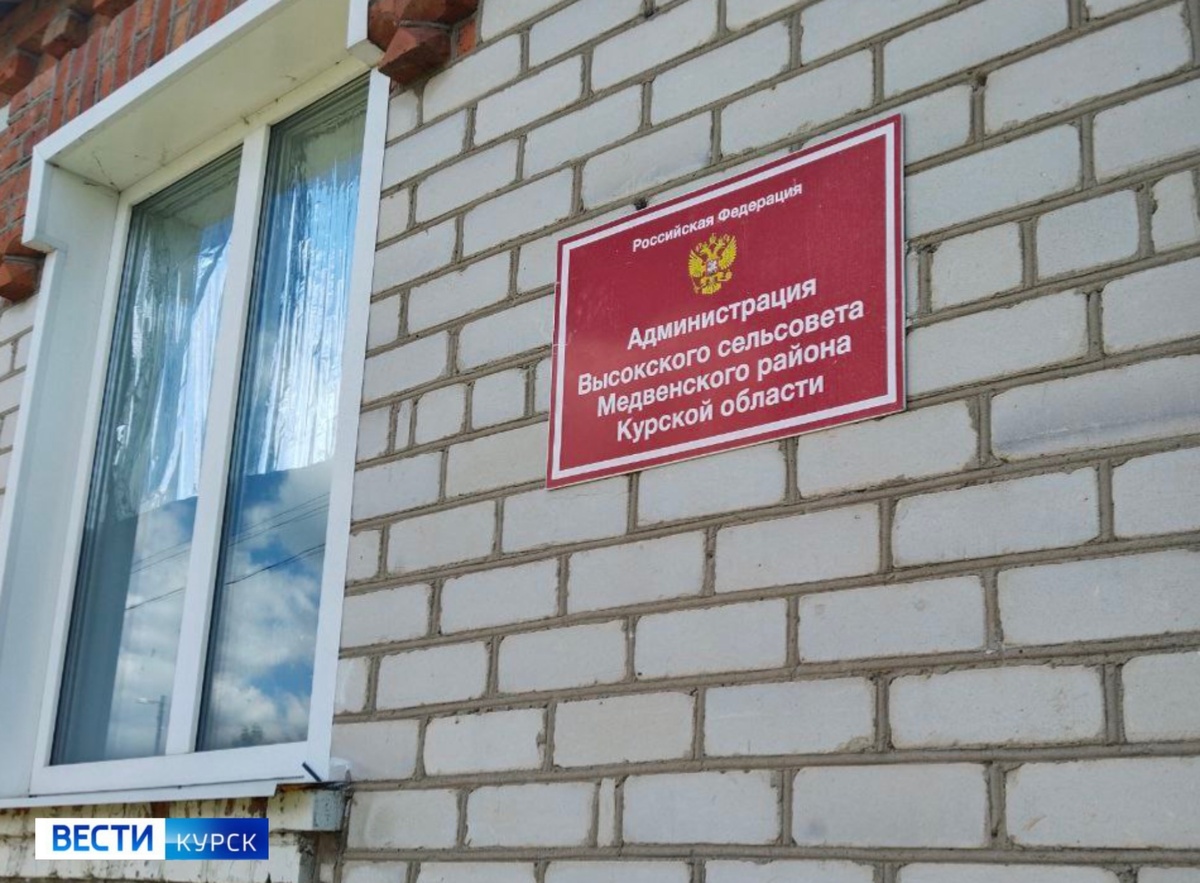 Российская Федерация
Администрация
Высокского сельсовета
Медвенского района
Курской области
ВЕСТИ КУРСК